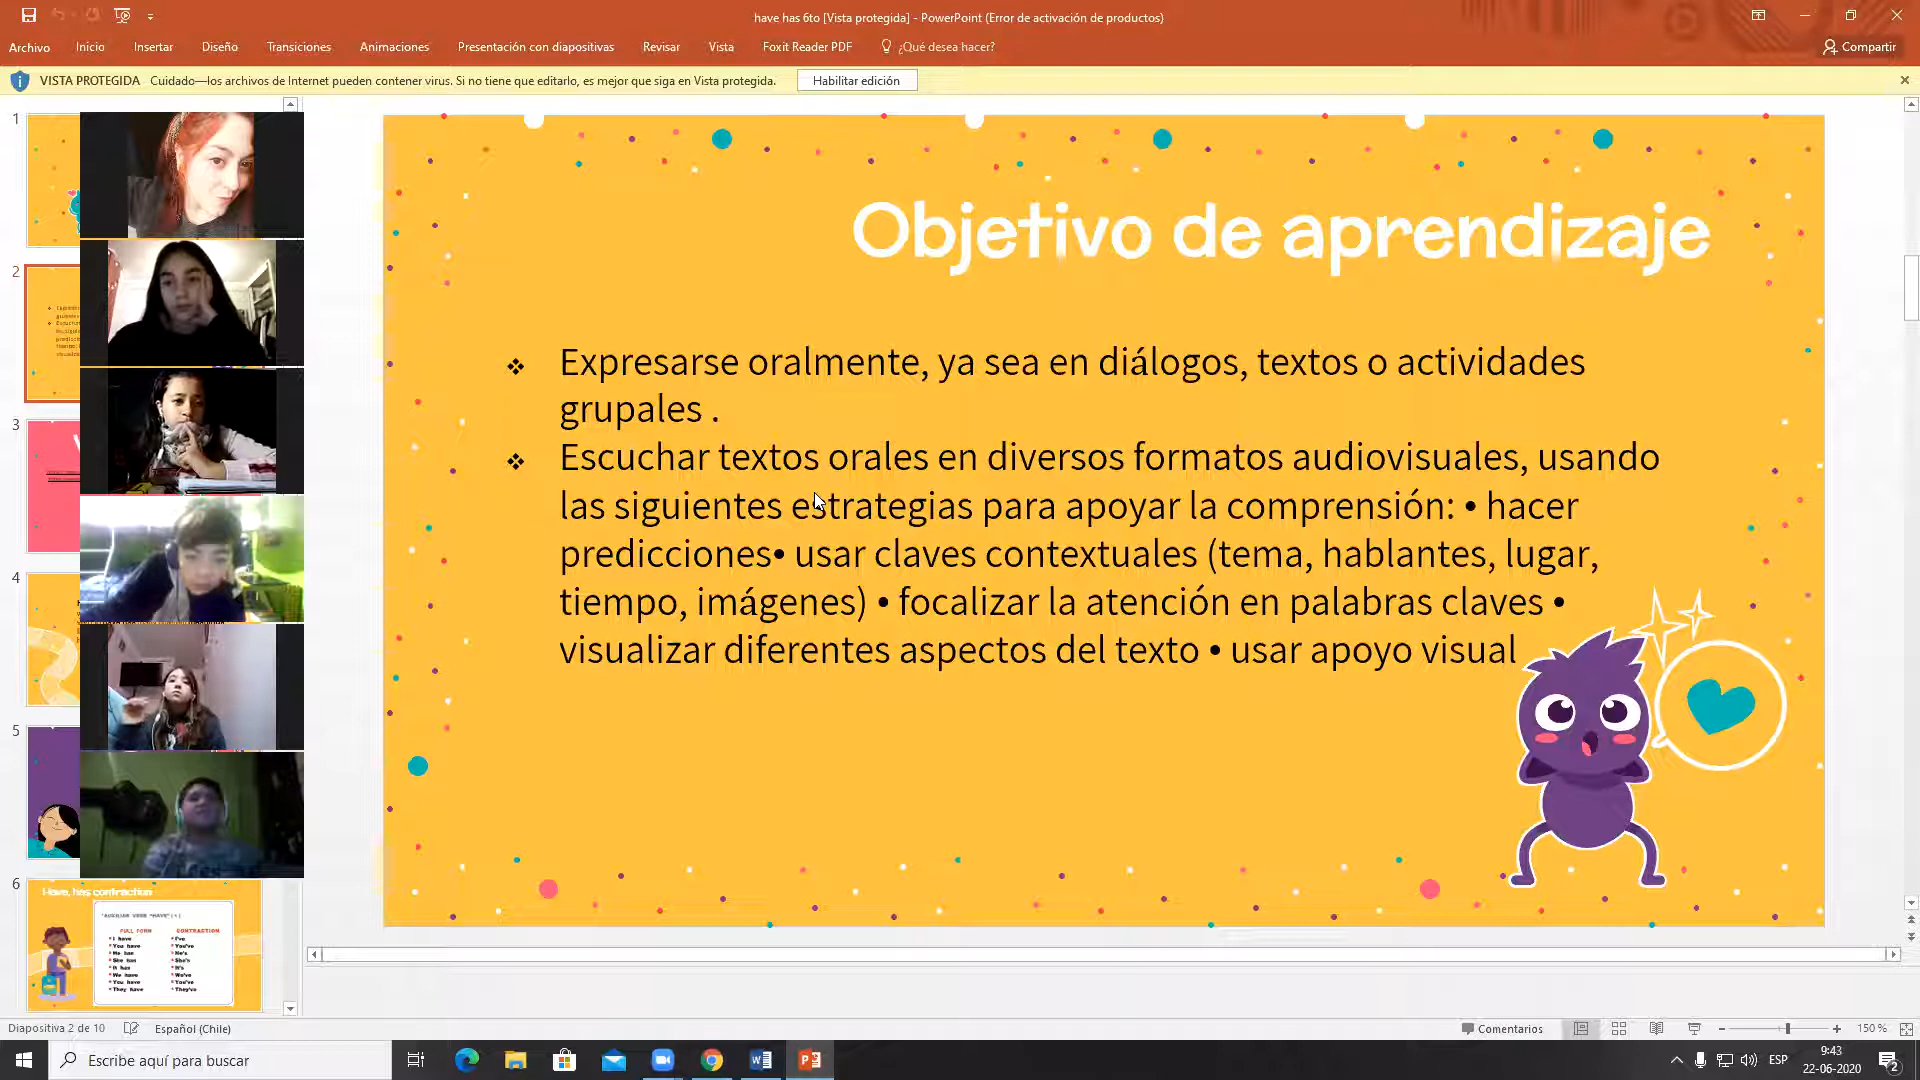 have has 6to [Vista protegida] - PowerPoint (Error de activación de productos)
Archivo Inicio Insertar Diseño Transiciones Animaciones Presentación con diapositivas Revisar Vista Foxit Reader PDF ¿Qué desea hacer? Compartir
VISTA PROTEGIDA Cuidado—los archivos de Internet pueden contener virus. Si no tiene que editarlo, es mejor que siga en Vista protegida. Habilitar edición
1
2
3
4
5
6
Have, has contraction
"AUXILIAR VERB "HAVE"(+)
FULL FORM CONTRACTION
• I have • I've
• You have • You've
• He has • He's
• She has • She's
• It has • It's
• We have • We've
• You have • You've
• They have • They've
Objetivo de aprendizaje
❖ Expresarse oralmente, ya sea en diálogos, textos o actividades
grupales .
❖ Escuchar textos orales en diversos formatos audiovisuales, usando
las siguientes estrategias para apoyar la comprensión: • hacer
predicciones• usar claves contextuales (tema, hablantes, lugar,
tiempo, imágenes) • focalizar la atención en palabras claves •
visualizar diferentes aspectos del texto • usar apoyo visual
Diapositiva 2 de 10 Español (Chile) Comentarios 150 %
Escribe aquí para buscar
ESP
9:43
22-06-2020
2